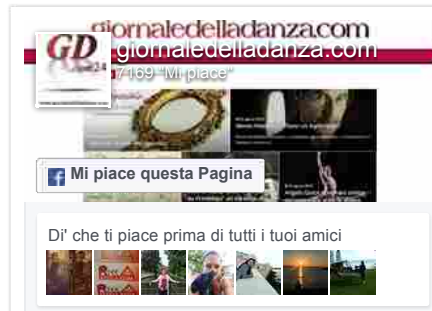 giornaledelladanza.com
GD
giornaledelladanza.com
7169 "Mi piace"
Mi piace questa Pagina
Di' che ti piace prima di tutti i tuoi amici